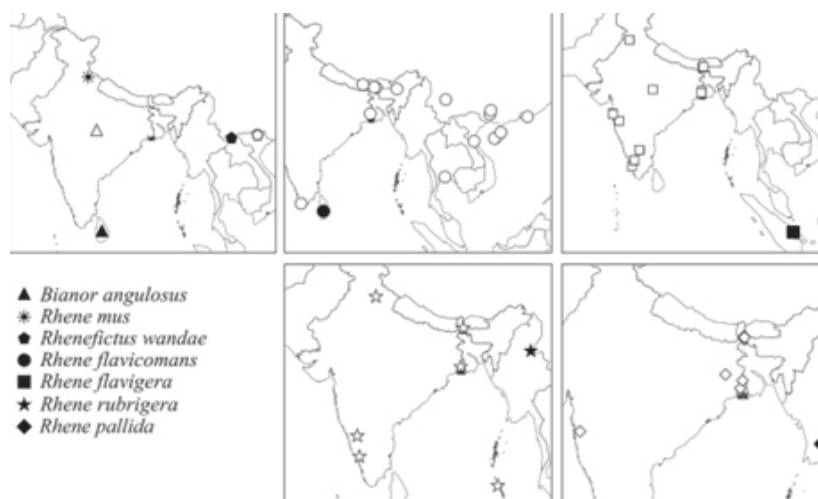 Bianor angulosus
Rhene mus
Rhenefictus wandae
Rhene flavicomans
Rhene flavigera
Rhene rubrigera
Rhene pallida